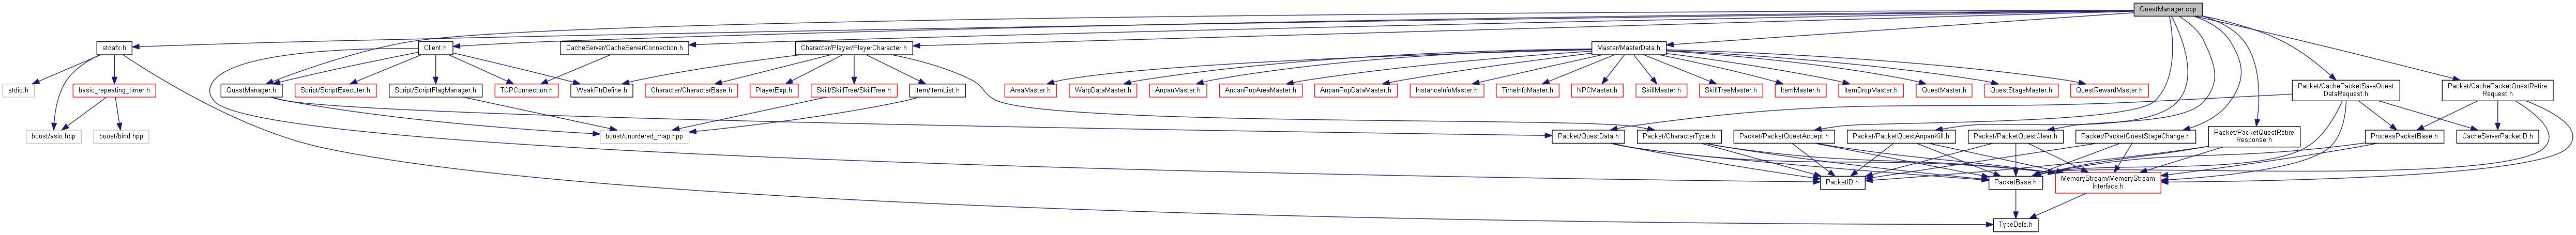 QuestManager.cpp
stdafx.h
Client.h
CacheServer/CacheServerConnection.h
Character/Player/PlayerCharacter.h
Master/MasterData.h
stdio.h
basic_repeating_timer.h
QuestManager.h
Script/ScriptExecuter.h
Script/ScriptFlagManager.h
TCPConnection.h
WeakPtrDefine.h
Character/CharacterBase.h
PlayerExp.h
Skill/SkillTree/SkillTree.h
Item/ItemList.h
AreaMaster.h
WarpDataMaster.h
AnpanMaster.h
AnpanPopAreaMaster.h
AnpanPopDataMaster.h
InstanceInfoMaster.h
TimeInfoMaster.h
NPCMaster.h
SkillMaster.h
SkillTreeMaster.h
ItemMaster.h
ItemDropMaster.h
QuestMaster.h
QuestStageMaster.h
QuestRewardMaster.h
Packet/CachePacketSaveQuest
DataRequest.h
Packet/CachePacketQuestRetire
Request.h
boost/asio.hpp
boost/bind.hpp
boost/unordered_map.hpp
Packet/QuestData.h
Packet/CharacterType.h
Packet/PacketQuestAccept.h
Packet/PacketQuestAnpanKill.h
Packet/PacketQuestClear.h
Packet/PacketQuestStageChange.h
Packet/PacketQuestRetire
Response.h
ProcessPacketBase.h
CacheServerPacketID.h
PacketID.h
PacketBase.h
MemoryStream/MemoryStream
Interface.h
TypeDefs.h